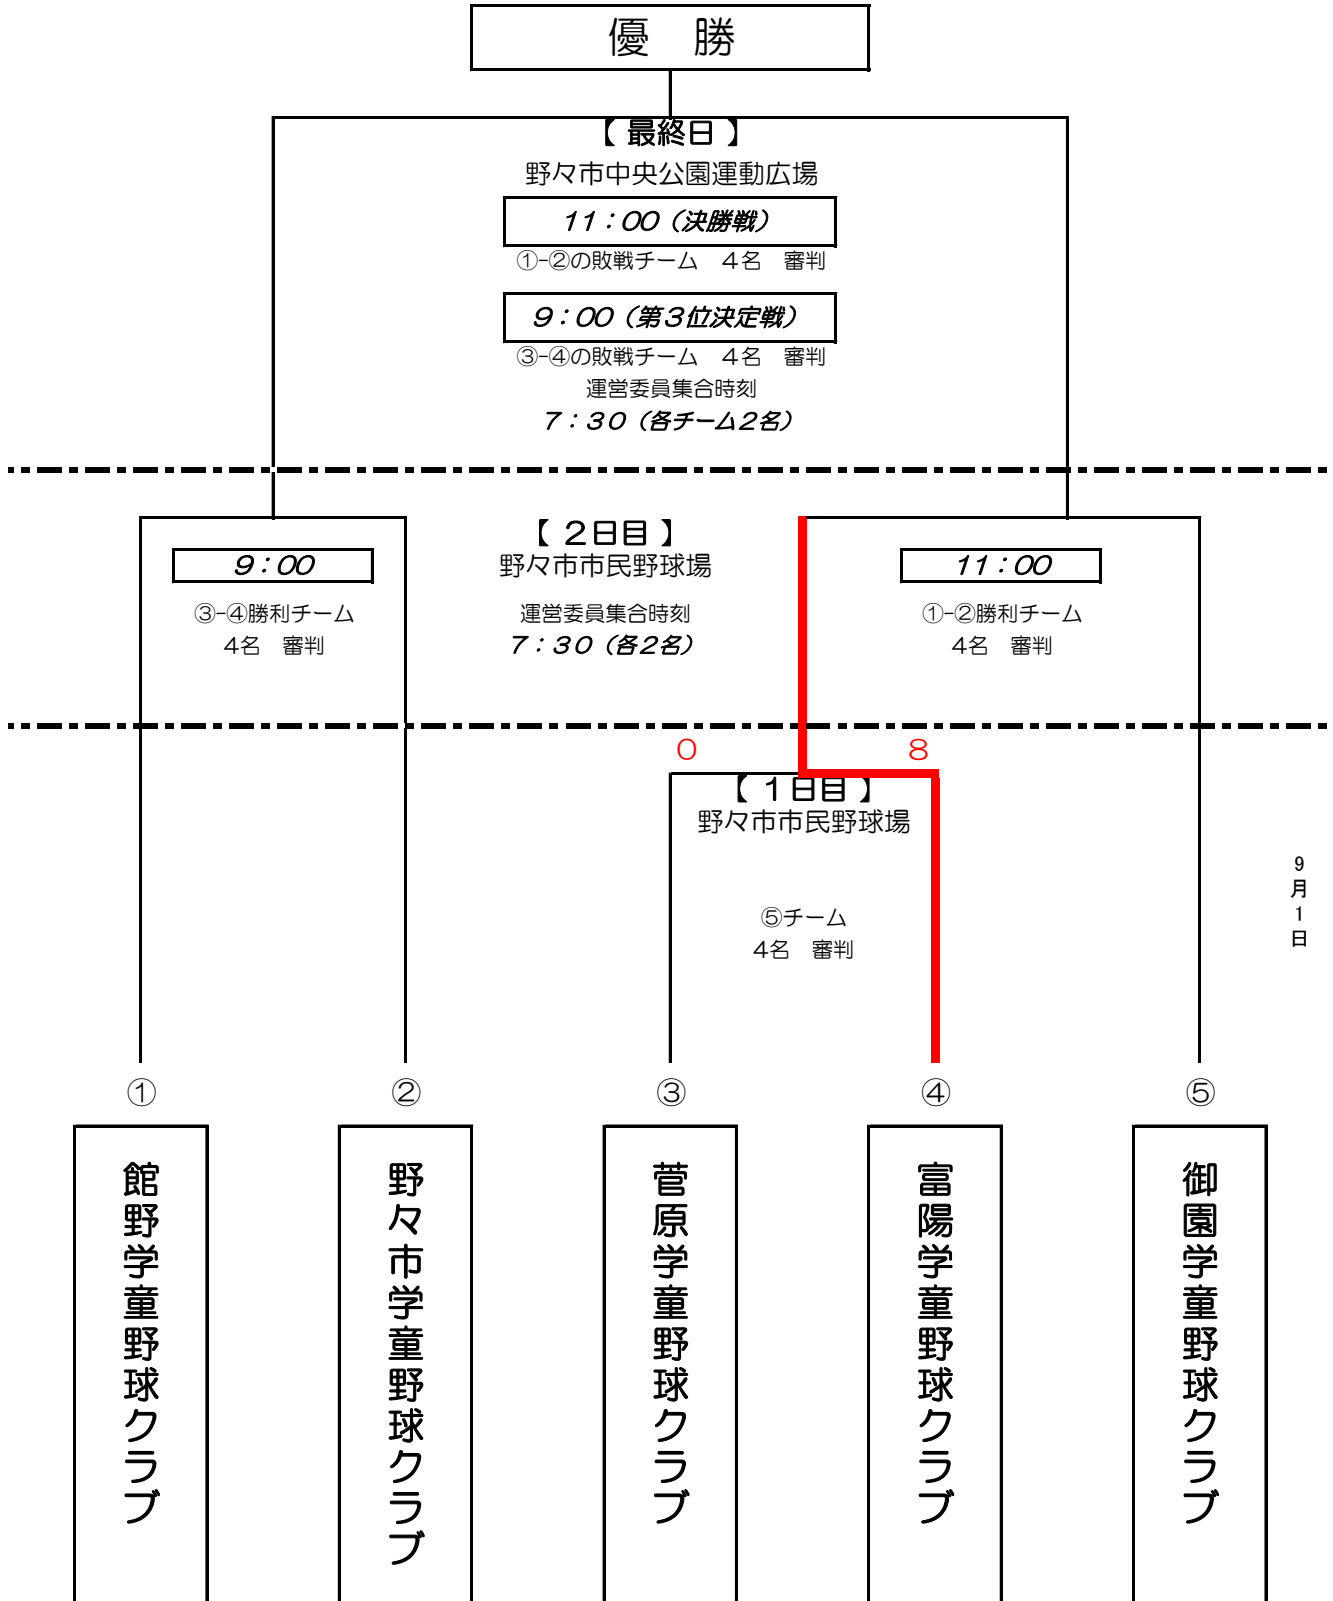 優　勝
【 最終日 】
野々市中央公園運動広場
11：00（決勝戦）
①-②の敗戦チーム　4名　審判
9：00（第3位決定戦）
③-④の敗戦チーム　4名　審判
運営委員集合時刻
7：30（各チーム2名）
【 2日目 】
野々市市民野球場
運営委員集合時刻
7：30（各2名）
9：00
③-④勝利チーム
4名　審判
11：00
①-②勝利チーム
4名　審判
0
8
【 1日目 】
野々市市民野球場
⑤チーム
4名　審判
9月1日
①
②
③
④
⑤
館野学童野球クラブ
野々市学童野球クラブ
菅原学童野球クラブ
富陽学童野球クラブ
御園学童野球クラブ